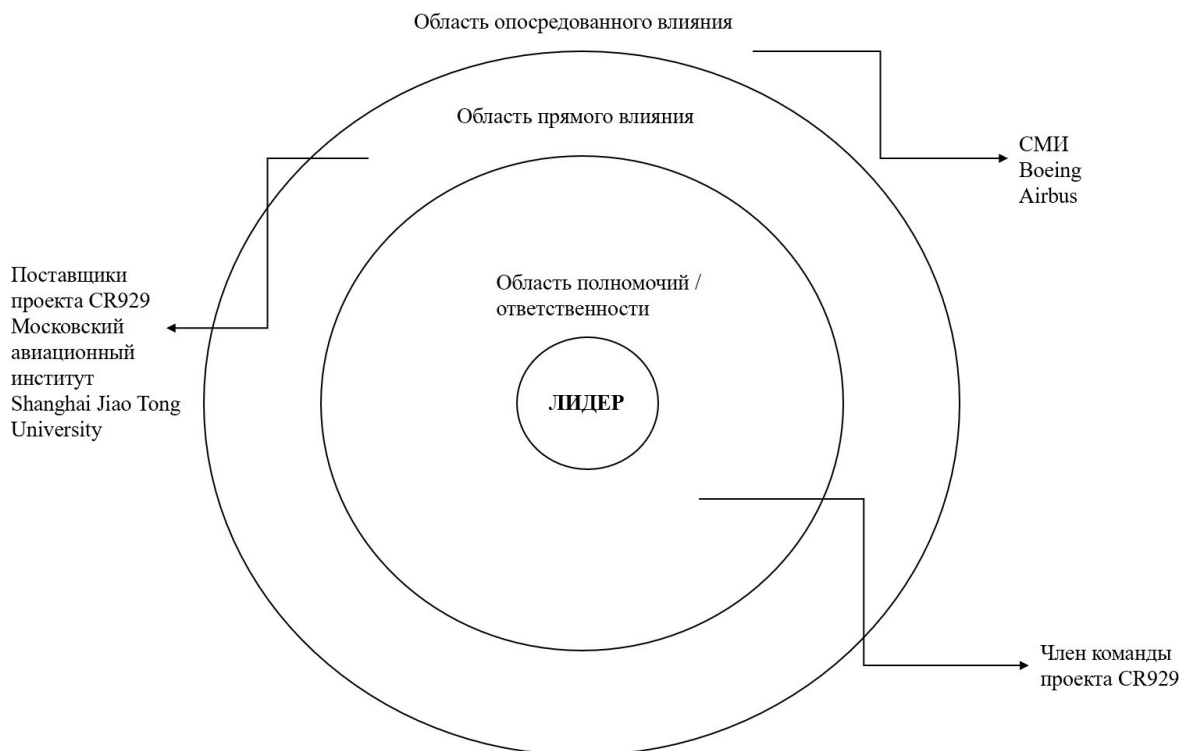 Область опосредованного влияния
Область прямого влияния
СМИ
Boeing
Airbus
Поставщики
проекта CR929
Московский
авиационный
институт
Shanghai Jiao Tong
University
Область полномочий /
ответственности
ЛИДЕР
Член команды
проекта CR929